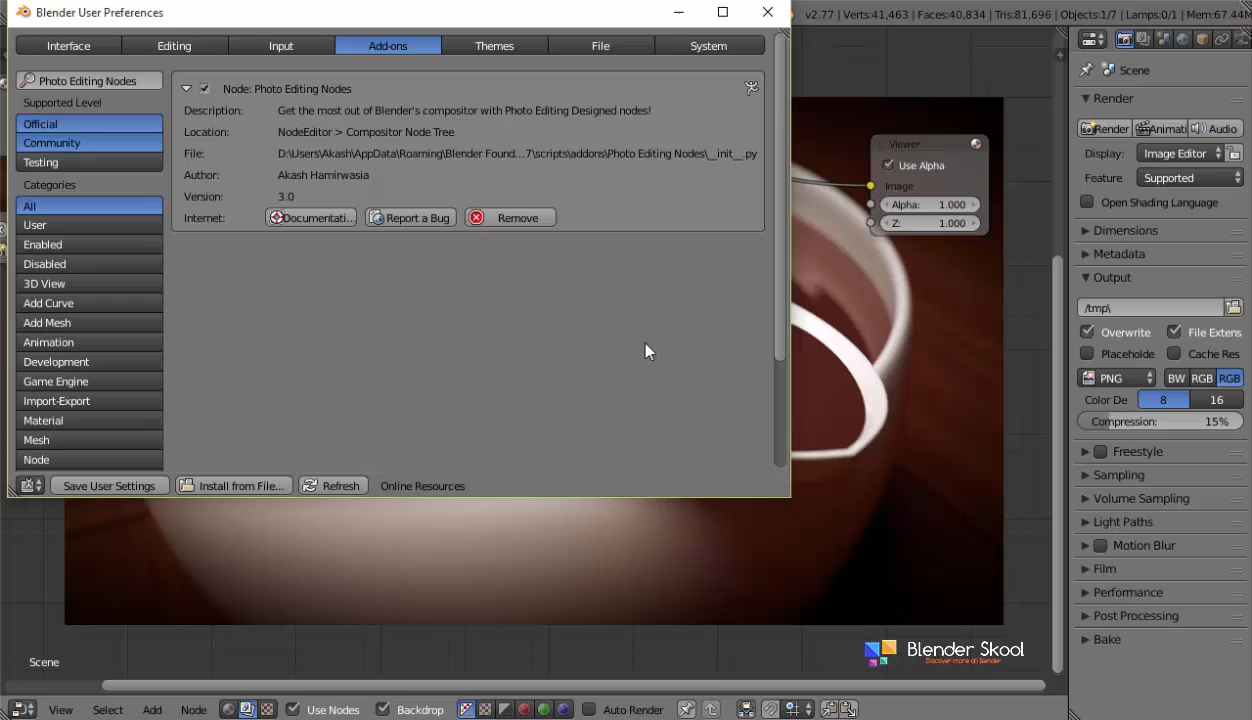 Blender User Preferences
v2.77 | Verts:41,463 | Faces:40,834 | Tris:81,696 | Objects:1/7 | Lamps:0/1 | Mem:67.44M
Interface Editing Input Add-ons Themes File System
Photo Editing Nodes
Supported Level
Official
Community
Testing
Categories
All
User
Enabled
Disabled
3D View
Add Curve
Add Mesh
Animation
Development
Game Engine
Import-Export
Material
Mesh
Node
Node: Photo Editing Nodes
Description: Get the most out of Blender's compositor with Photo Editing Designed nodes!
Location: NodeEditor > Compositor Node Tree
File: D:\Users\Akash\AppData\Roaming\Blender Found...7\scripts\addons\Photo Editing Nodes\__init__.py
Author: Akash Hamirwasia
Version: 3.0
Internet: Documentati... Report a Bug Remove
Save User Settings Install from File... Refresh Online Resources
Viewer
Use Alpha
Image
Alpha: 1.000
Z: 1.000
Scene
Render
Render Animati Audio
Display: Image Editor
Feature Supported
Open Shading Language
Dimensions
Metadata
Output
/tmp\
Overwrite File Extens
Placeholde Cache Res
PNG BW RGB RGB
Color De 8 16
Compression: 15%
Freestyle
Sampling
Volume Sampling
Light Paths
Motion Blur
Film
Performance
Post Processing
Bake
Blender Skool
Discover more on Blender
Scene
View Select Add Node Use Nodes Backdrop Auto Render